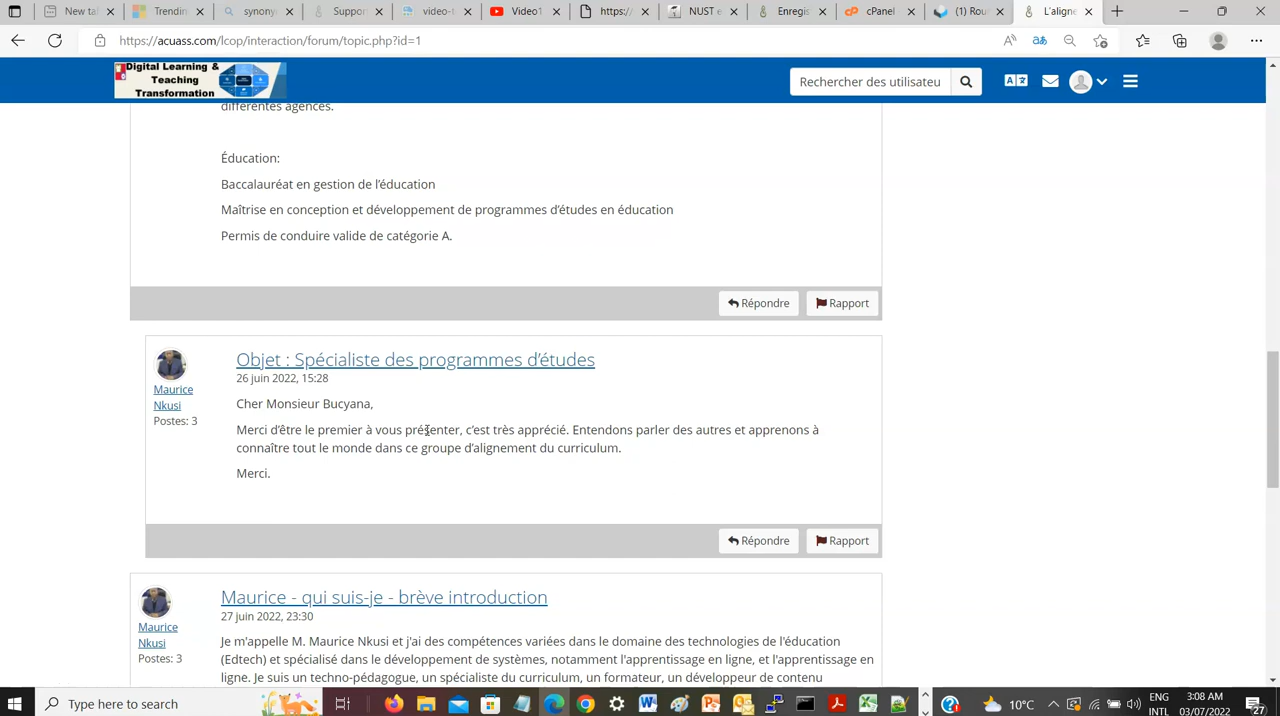 New tab
Trending
synony
Support
video-t
VideoT
https:/
NUST e
Enregis
cPanel
(1) Rou
L'aligne
https://acuass.com/lcop/interaction/forum/topic.php?id=1
Digital Learning &
Teaching
Transformation
Rechercher des utilisateu
différentes agences.
Éducation:
Baccalauréat en gestion de l’éducation
Maîtrise en conception et développement de programmes d’études en éducation
Permis de conduire valide de catégorie A.
Répondre
Rapport
Objet : Spécialiste des programmes d’études
26 juin 2022, 15:28
Maurice
Nkusi
Postes: 3
Cher Monsieur Bucyana,
Merci d’être le premier à vous présenter, c’est très apprécié. Entendons parler des autres et apprenons à
connaître tout le monde dans ce groupe d’alignement du curriculum.
Merci.
Répondre
Rapport
Maurice - qui suis-je - brève introduction
27 juin 2022, 23:30
Maurice
Nkusi
Postes: 3
Je m'appelle M. Maurice Nkusi et j'ai des compétences variées dans le domaine des technologies de l'éducation
(Edtech) et spécialisé dans le développement de systèmes, notamment l'apprentissage en ligne, et l'apprentissage en
ligne. Je suis un techno-pédagogue, un spécialiste du curriculum, un formateur, un développeur de contenu
Type here to search
10°C
ENG
INTL
3:08 AM
03/07/2022
27